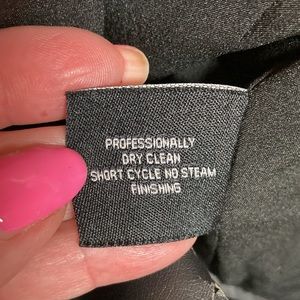 PROFESSIONALLY
DRY CLEAN
SHORT CYCLE NO STEAM
FINISHING